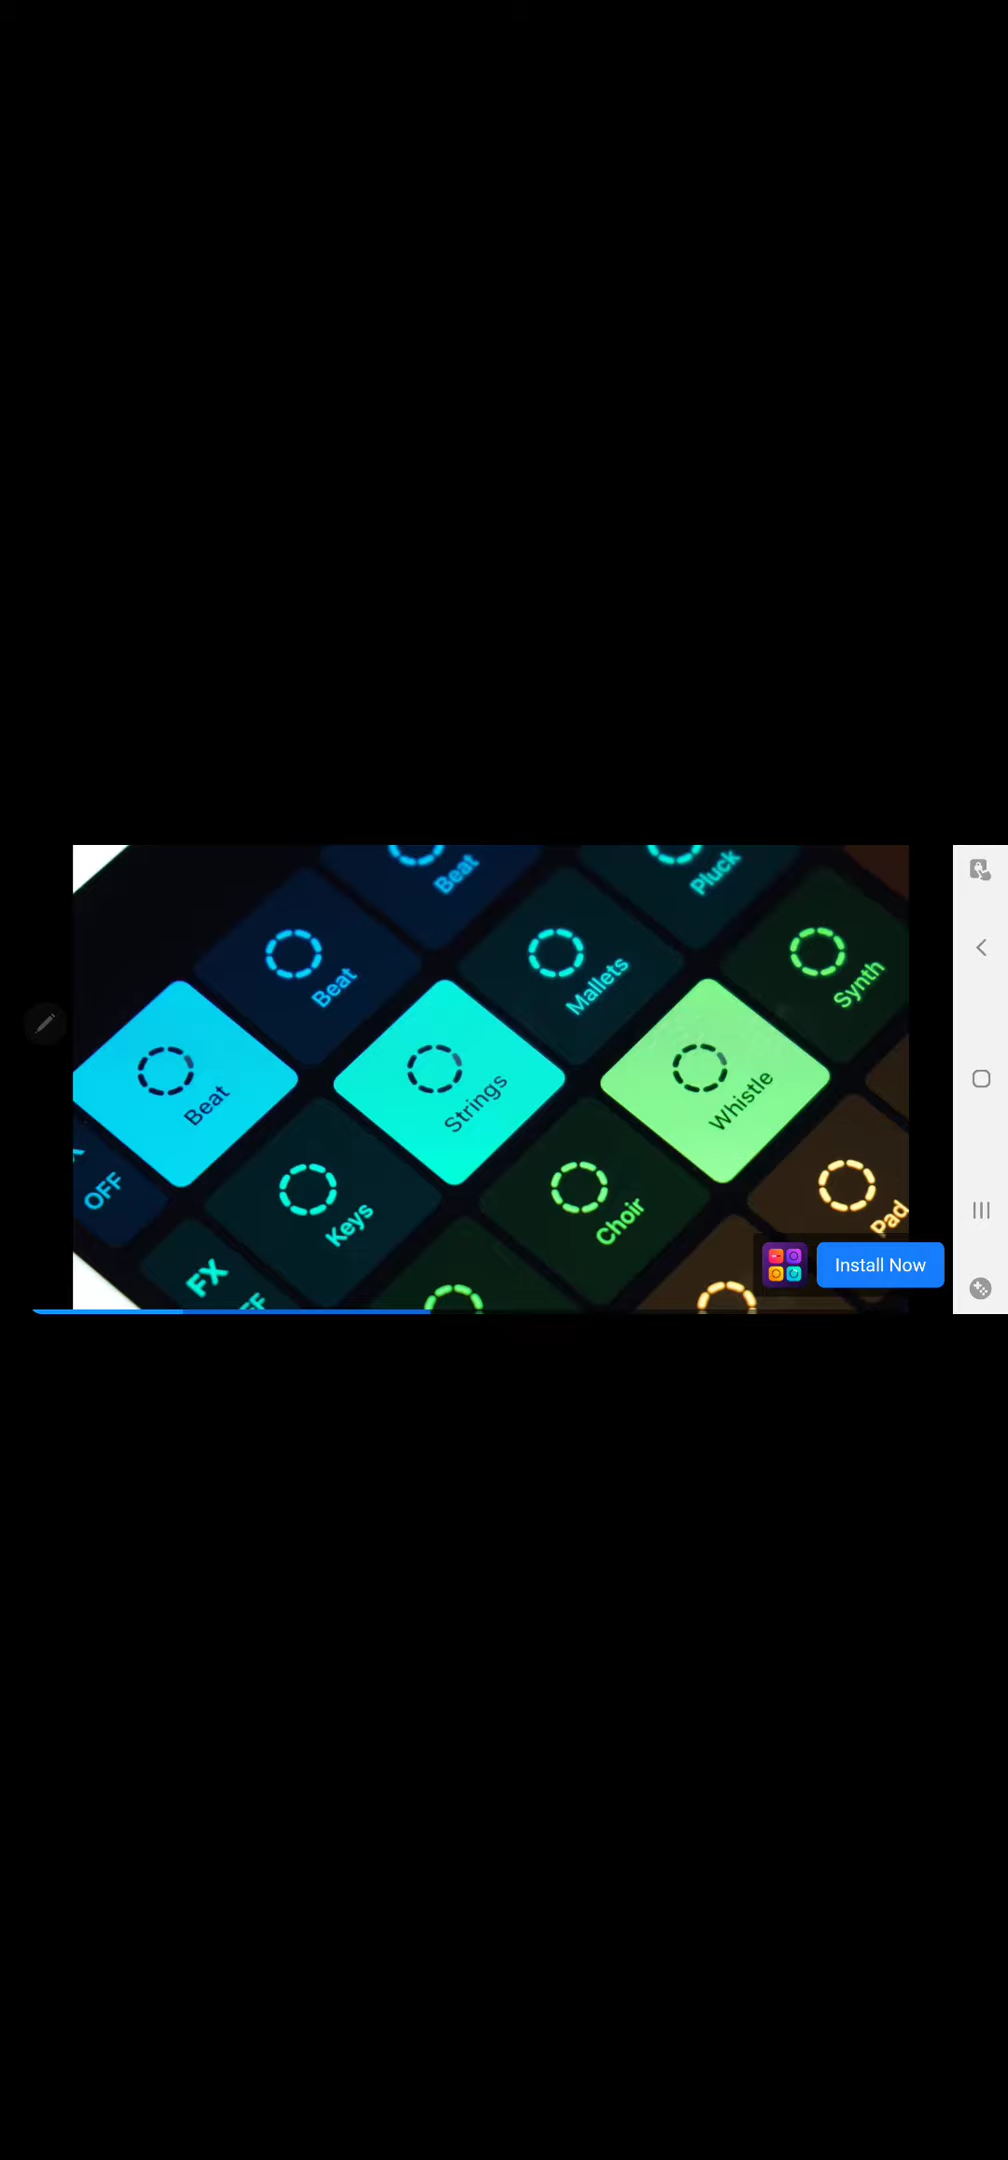 Beat
Pluck
Beat
Mallets
Synth
Beat
Strings
Whistle
OFF
Keys
Choir
Pad
FX
Install Now